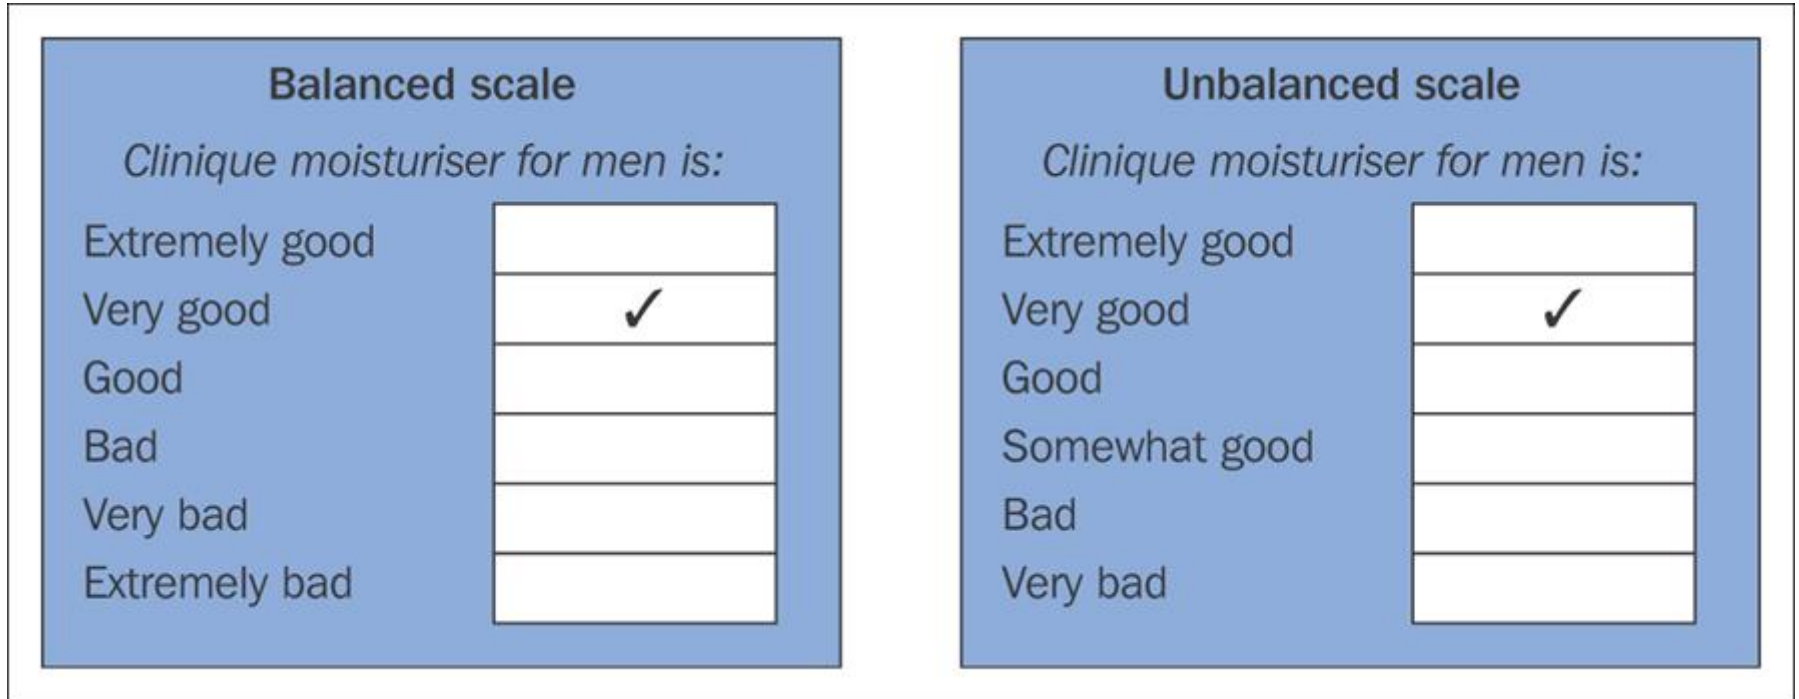 Balanced scale
Clinique moisturiser for men is:
Extremely good
Very good ✓
Good
Bad
Very bad
Extremely bad
Unbalanced scale
Clinique moisturiser for men is:
Extremely good
Very good ✓
Good
Somewhat good
Bad
Very bad